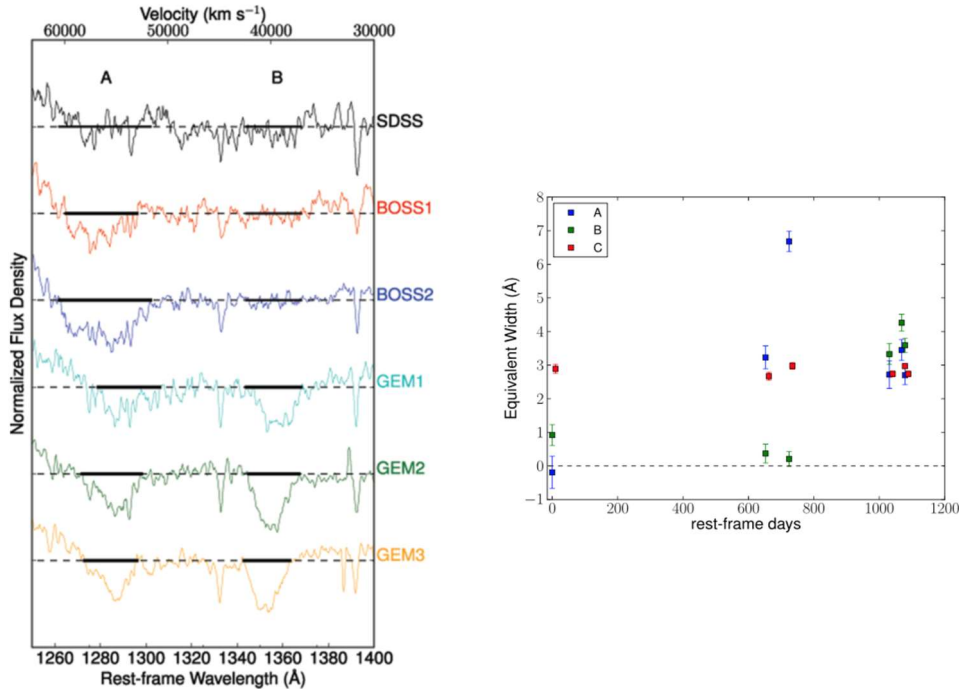 Velocity (km s⁻¹)
60000 50000 40000 30000
A B
SDSS
BOSS1
BOSS2
GEM1
GEM2
GEM3
Normalized Flux Density
1260 1280 1300 1320 1340 1360 1380 1400
Rest-frame Wavelength (Å)
8
7
6
5
4
3
2
1
0
−1
A
B
C
Equivalent Width (Å)
0 200 400 600 800 1000 1200
rest-frame days